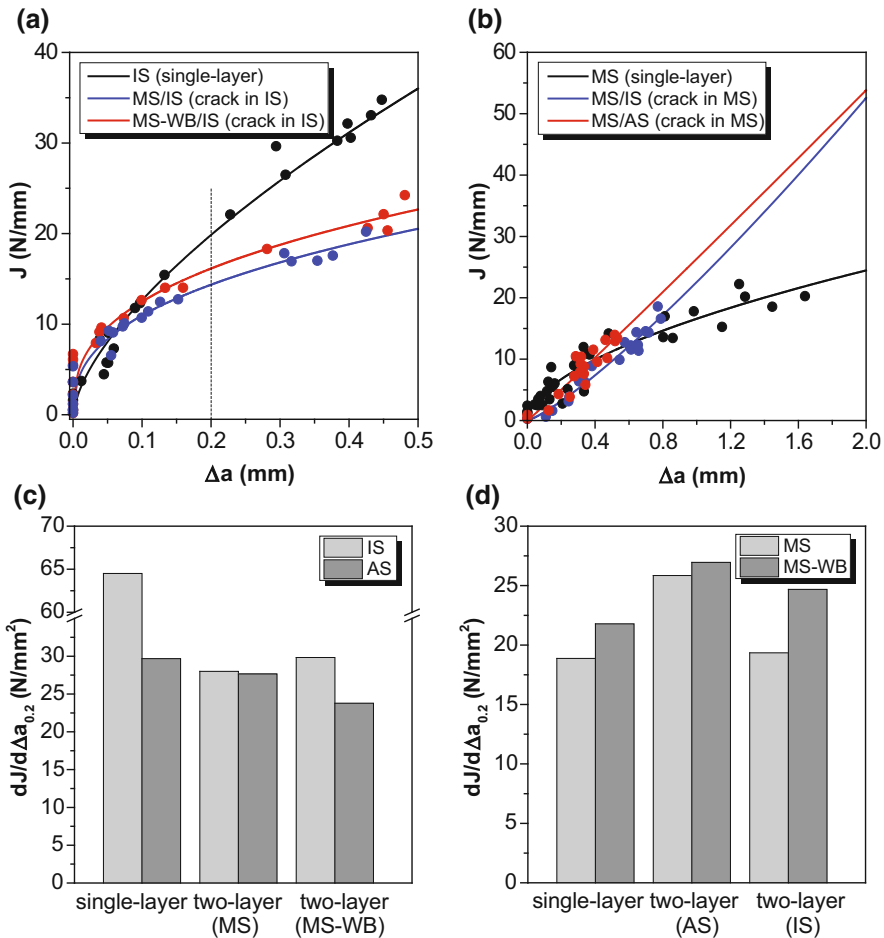 (a)
40
30
20
10
0
J (N/mm)
IS (single-layer)
MS/IS (crack in IS)
MS-WB/IS (crack in IS)
0.0 0.1 0.2 0.3 0.4 0.5
Δa (mm)
(b)
60
50
40
30
20
10
0
J (N/mm)
MS (single-layer)
MS/IS (crack in MS)
MS/AS (crack in MS)
0.0 0.4 0.8 1.2 1.6 2.0
Δa (mm)
(c)
70
65
60
30
25
20
15
10
5
0
dJ/dΔa0.2 (N/mm²)
IS
AS
single-layer two-layer two-layer
(MS) (MS-WB)
(d)
30
25
20
15
10
5
0
dJ/dΔa0.2 (N/mm²)
MS
MS-WB
single-layer two-layer two-layer
(AS) (IS)